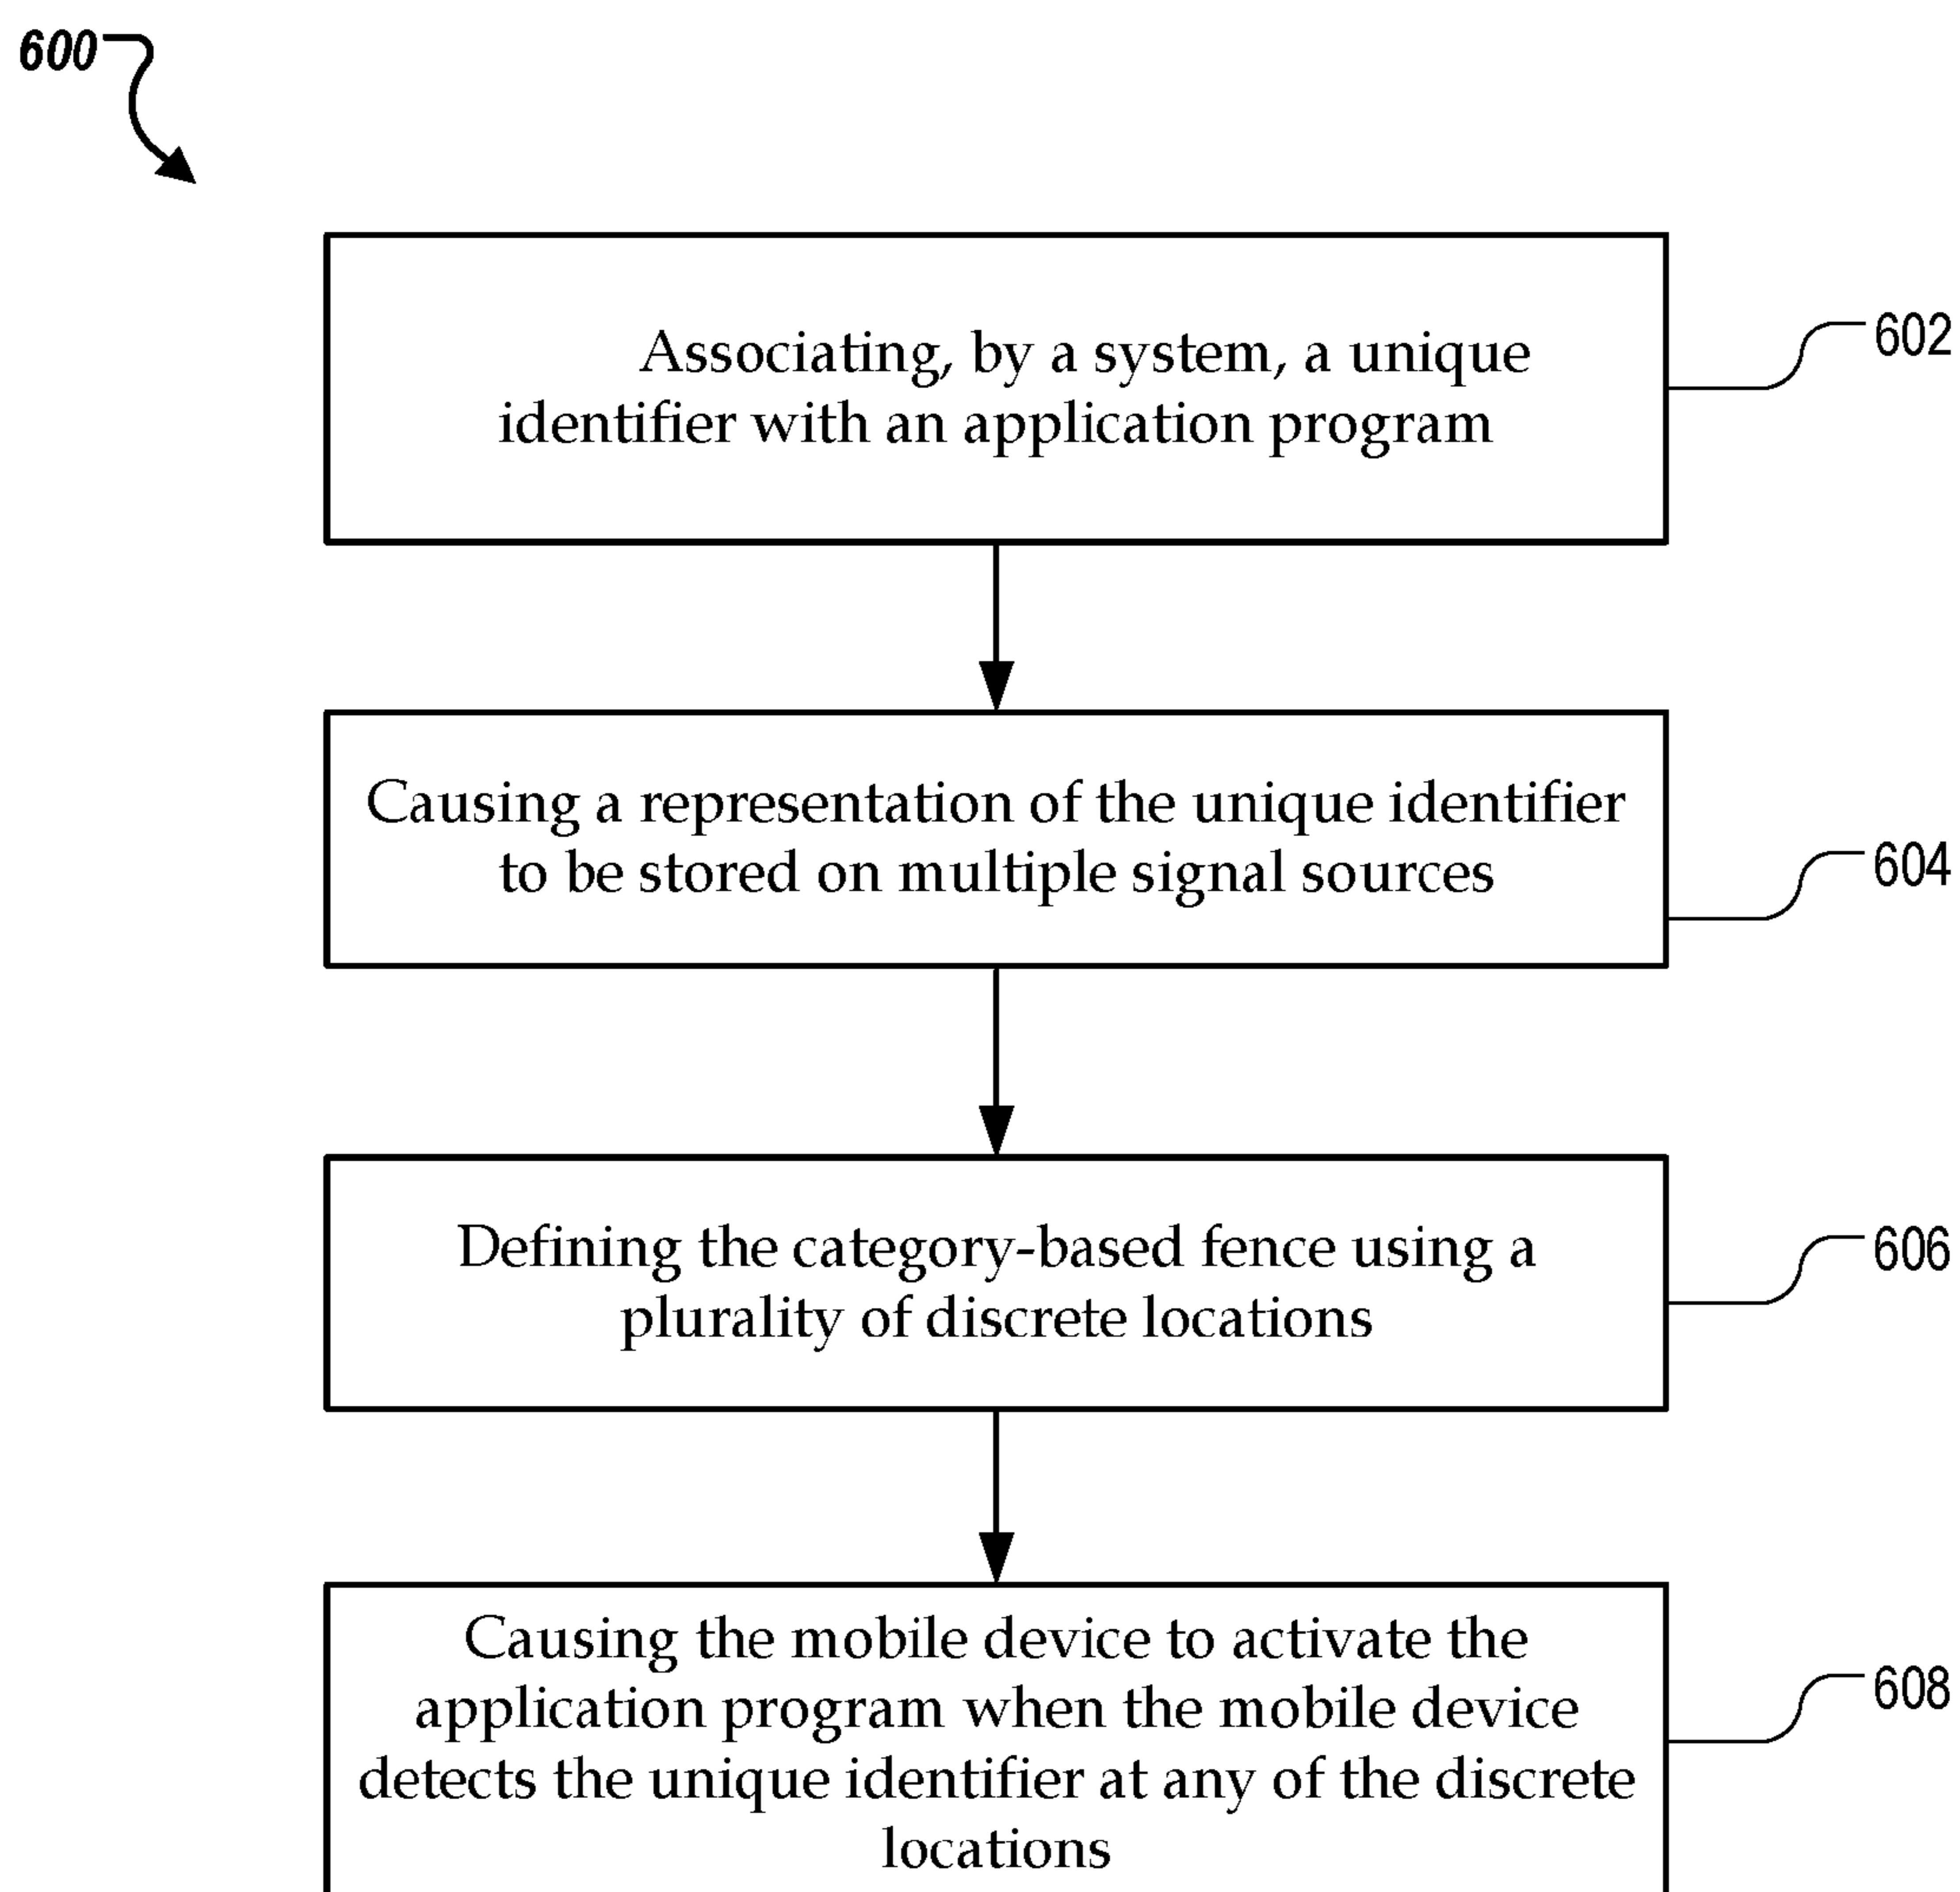 600
Associating, by a system, a unique
identifier with an application program
602
Causing a representation of the unique identifier
to be stored on multiple signal sources
604
Defining the category-based fence using a
plurality of discrete locations
606
Causing the mobile device to activate the
application program when the mobile device
detects the unique identifier at any of the discrete
locations
608